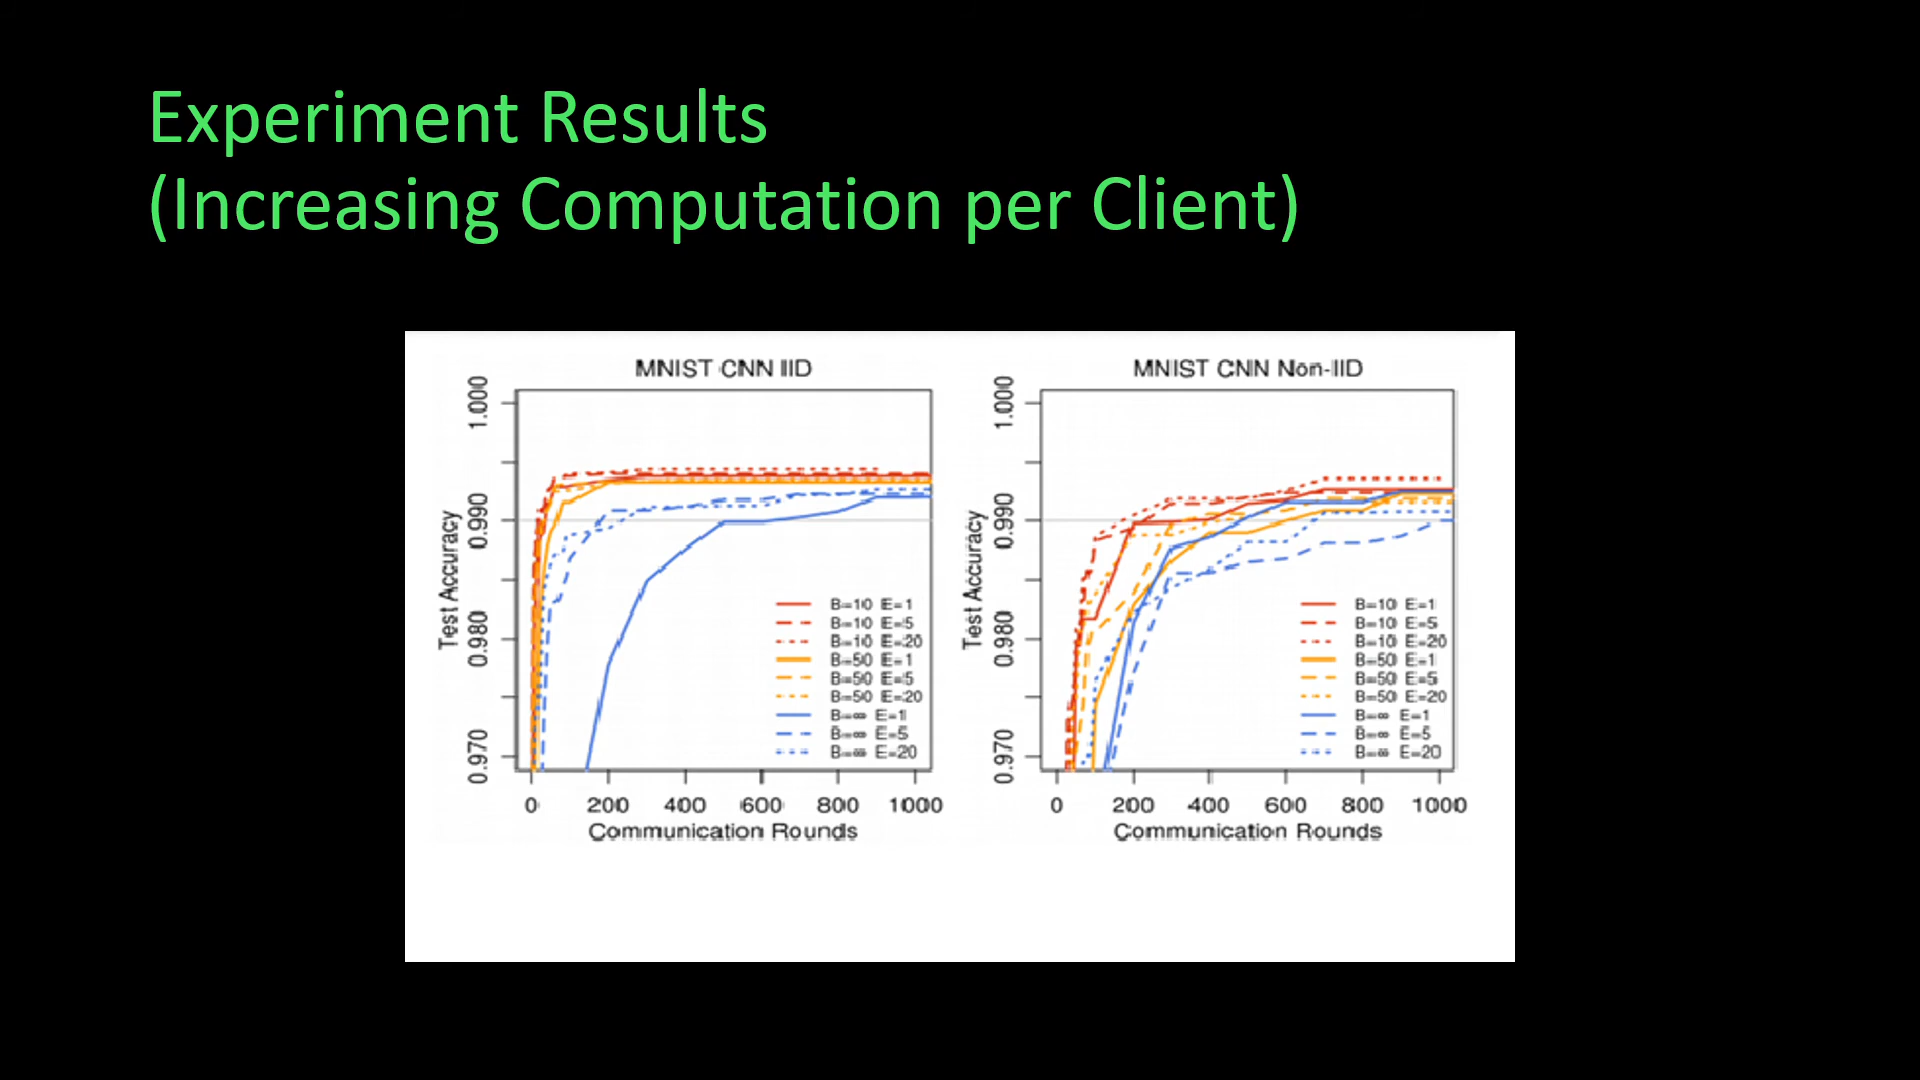 Experiment Results
(Increasing Computation per Client)
MNIST CNN IID
1.000
0.990
0.980
0.970
Test Accuracy
B=10 E=1
B=10 E=5
B=10 E=20
B=50 E=1
B=50 E=5
B=50 E=20
B=∞ E=1
B=∞ E=5
B=∞ E=20
0 200 400 600 800 1000
Communication Rounds
MNIST CNN Non-IID
1.000
0.990
0.980
0.970
Test Accuracy
B=10 E=1
B=10 E=5
B=10 E=20
B=50 E=1
B=50 E=5
B=50 E=20
B=∞ E=1
B=∞ E=5
B=∞ E=20
0 200 400 600 800 1000
Communication Rounds